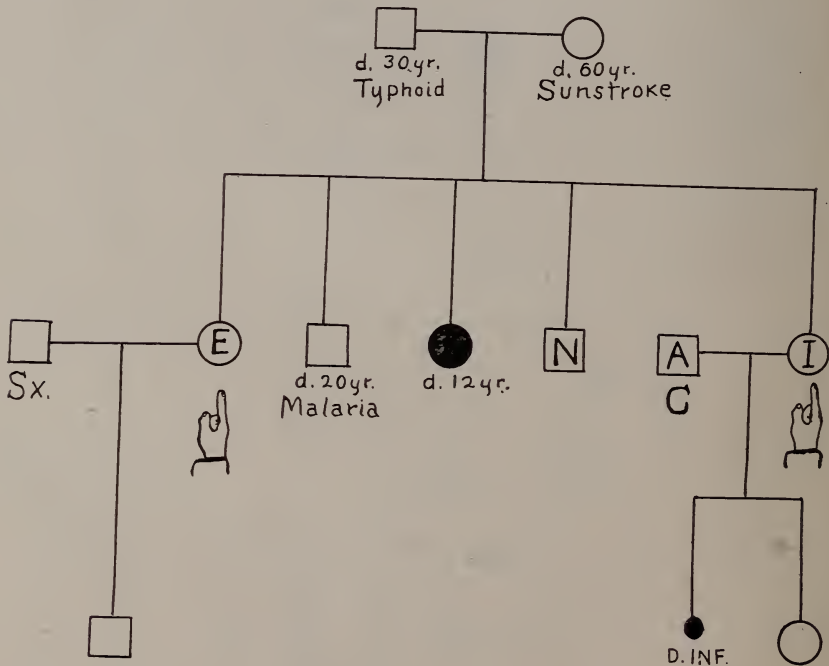 d. 30 yr.
Typhoid
d. 60 yr.
Sunstroke
Sx.
E
d. 20 yr.
Malaria
d. 12 yr.
N
A
C
I
D. INF.